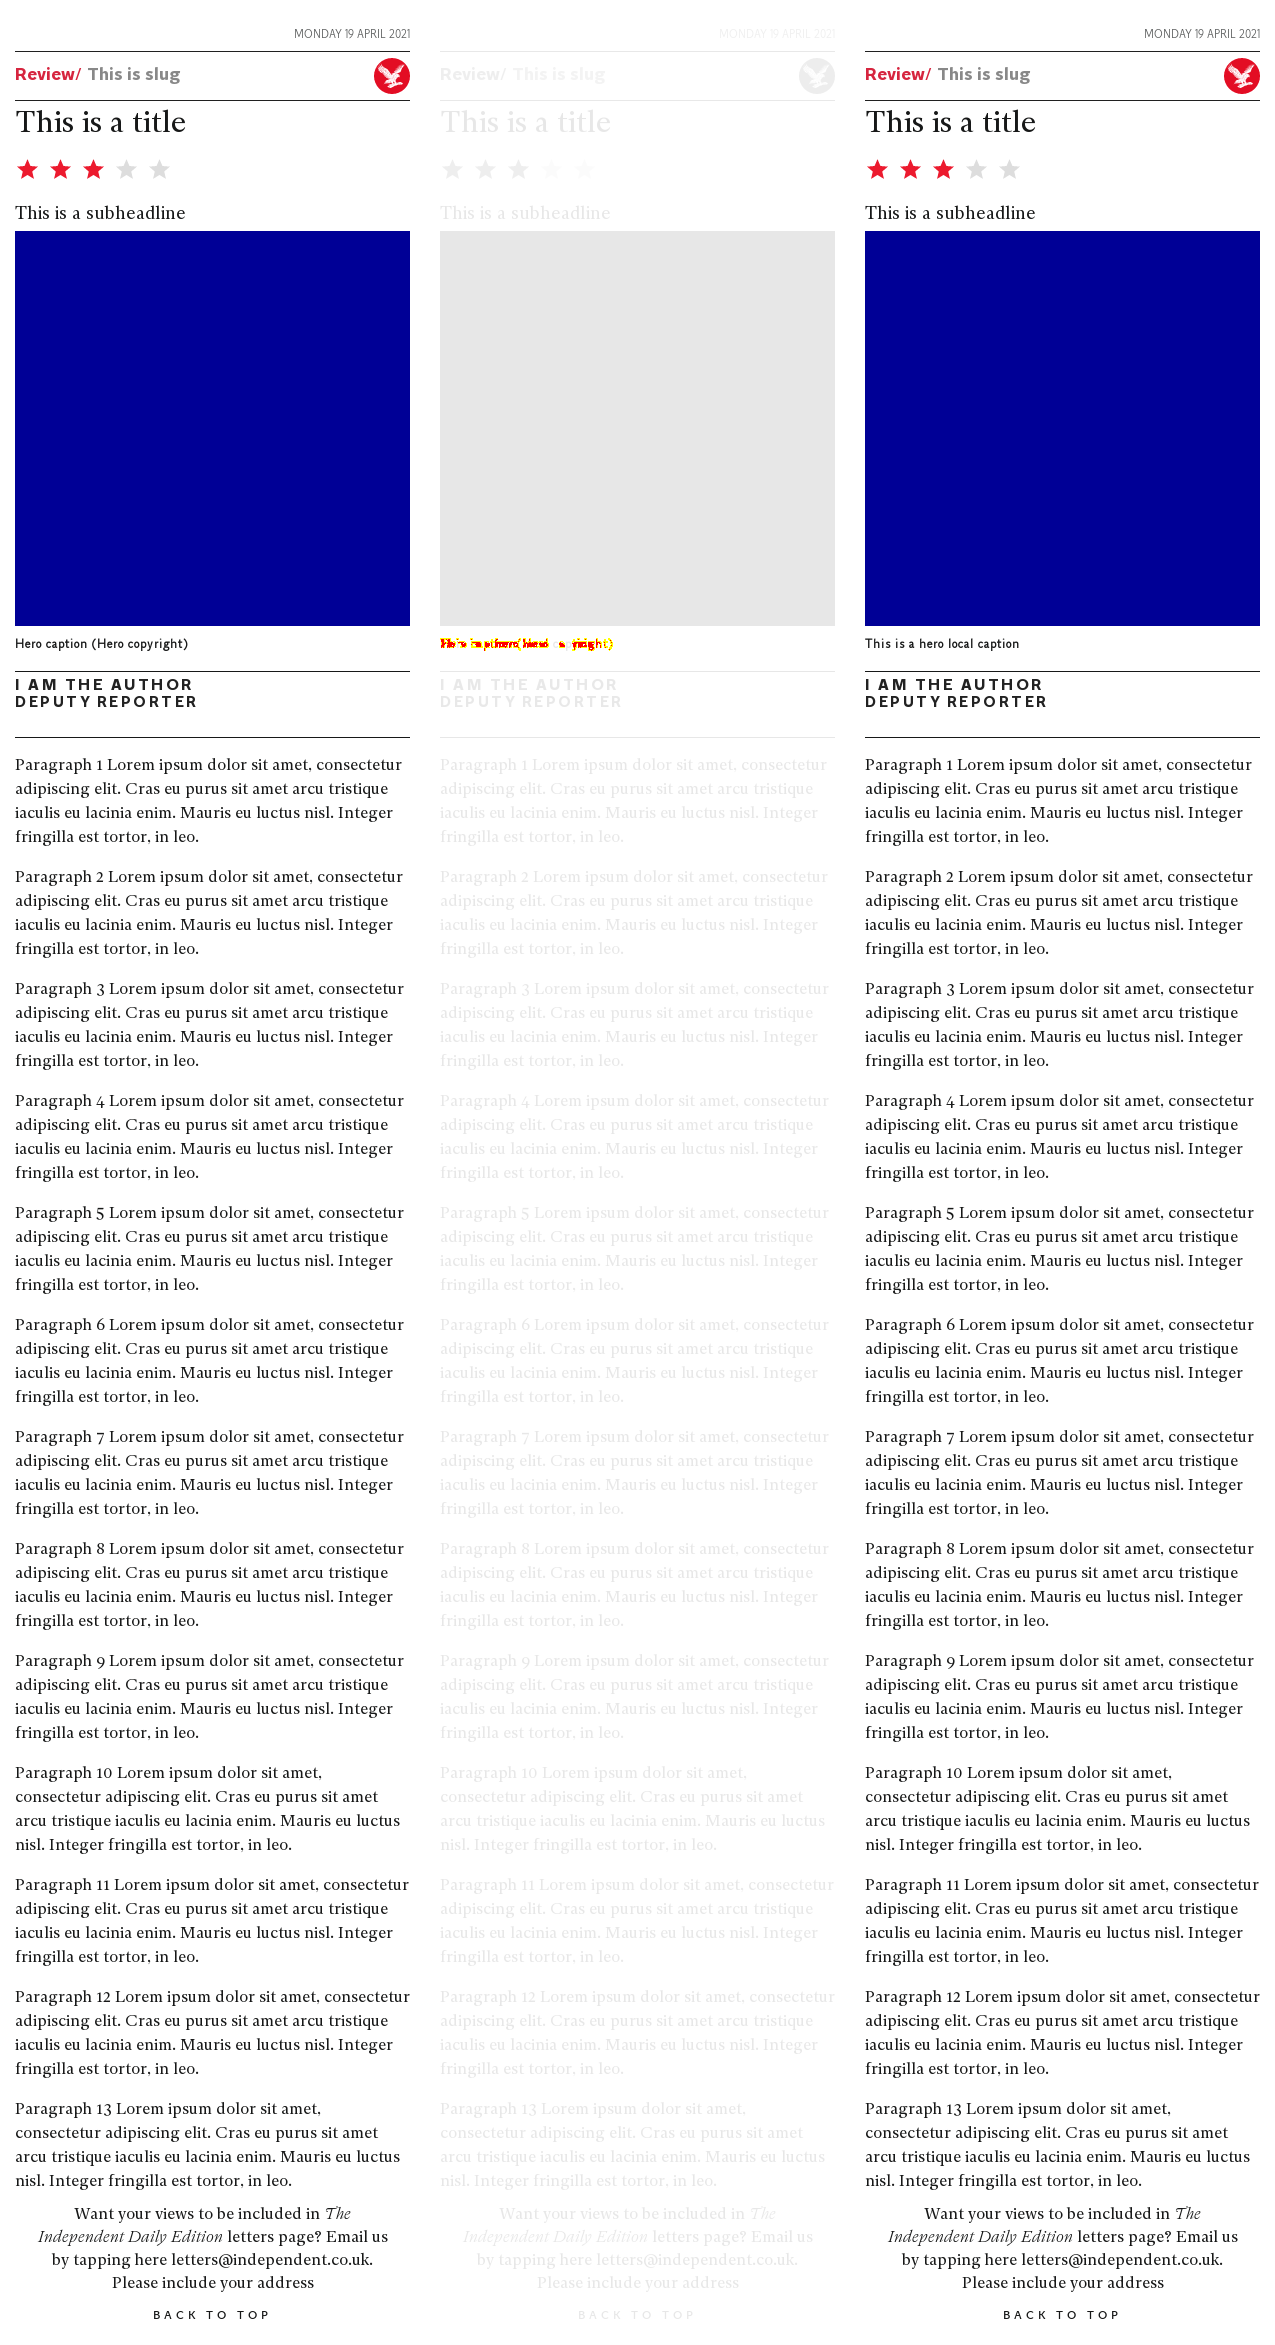 MONDAY 19 APRIL 2021
Review/ This is slug
This is a title
This is a subheadline
Hero caption (Hero copyright)
I AM THE AUTHOR
DEPUTY REPORTER
Paragraph 1 Lorem ipsum dolor sit amet, consectetur
adipiscing elit. Cras eu purus sit amet arcu tristique
iaculis eu lacinia enim. Mauris eu luctus nisl. Integer
fringilla est tortor, in leo.
Paragraph 2 Lorem ipsum dolor sit amet, consectetur
adipiscing elit. Cras eu purus sit amet arcu tristique
iaculis eu lacinia enim. Mauris eu luctus nisl. Integer
fringilla est tortor, in leo.
Paragraph 3 Lorem ipsum dolor sit amet, consectetur
adipiscing elit. Cras eu purus sit amet arcu tristique
iaculis eu lacinia enim. Mauris eu luctus nisl. Integer
fringilla est tortor, in leo.
Paragraph 4 Lorem ipsum dolor sit amet, consectetur
adipiscing elit. Cras eu purus sit amet arcu tristique
iaculis eu lacinia enim. Mauris eu luctus nisl. Integer
fringilla est tortor, in leo.
Paragraph 5 Lorem ipsum dolor sit amet, consectetur
adipiscing elit. Cras eu purus sit amet arcu tristique
iaculis eu lacinia enim. Mauris eu luctus nisl. Integer
fringilla est tortor, in leo.
Paragraph 6 Lorem ipsum dolor sit amet, consectetur
adipiscing elit. Cras eu purus sit amet arcu tristique
iaculis eu lacinia enim. Mauris eu luctus nisl. Integer
fringilla est tortor, in leo.
Paragraph 7 Lorem ipsum dolor sit amet, consectetur
adipiscing elit. Cras eu purus sit amet arcu tristique
iaculis eu lacinia enim. Mauris eu luctus nisl. Integer
fringilla est tortor, in leo.
Paragraph 8 Lorem ipsum dolor sit amet, consectetur
adipiscing elit. Cras eu purus sit amet arcu tristique
iaculis eu lacinia enim. Mauris eu luctus nisl. Integer
fringilla est tortor, in leo.
Paragraph 9 Lorem ipsum dolor sit amet, consectetur
adipiscing elit. Cras eu purus sit amet arcu tristique
iaculis eu lacinia enim. Mauris eu luctus nisl. Integer
fringilla est tortor, in leo.
Paragraph 10 Lorem ipsum dolor sit amet,
consectetur adipiscing elit. Cras eu purus sit amet
arcu tristique iaculis eu lacinia enim. Mauris eu luctus
nisl. Integer fringilla est tortor, in leo.
Paragraph 11 Lorem ipsum dolor sit amet, consectetur
adipiscing elit. Cras eu purus sit amet arcu tristique
iaculis eu lacinia enim. Mauris eu luctus nisl. Integer
fringilla est tortor, in leo.
Paragraph 12 Lorem ipsum dolor sit amet, consectetur
adipiscing elit. Cras eu purus sit amet arcu tristique
iaculis eu lacinia enim. Mauris eu luctus nisl. Integer
fringilla est tortor, in leo.
Paragraph 13 Lorem ipsum dolor sit amet,
consectetur adipiscing elit. Cras eu purus sit amet
arcu tristique iaculis eu lacinia enim. Mauris eu luctus
nisl. Integer fringilla est tortor, in leo.
Want your views to be included in The
Independent Daily Edition letters page? Email us
by tapping here letters@independent.co.uk.
Please include your address
BACK TO TOP
MONDAY 19 APRIL 2021
Review/ This is slug
This is a title
This is a subheadline
I AM THE AUTHOR
DEPUTY REPORTER
Paragraph 1 Lorem ipsum dolor sit amet, consectetur
adipiscing elit. Cras eu purus sit amet arcu tristique
iaculis eu lacinia enim. Mauris eu luctus nisl. Integer
fringilla est tortor, in leo.
Paragraph 2 Lorem ipsum dolor sit amet, consectetur
adipiscing elit. Cras eu purus sit amet arcu tristique
iaculis eu lacinia enim. Mauris eu luctus nisl. Integer
fringilla est tortor, in leo.
Paragraph 3 Lorem ipsum dolor sit amet, consectetur
adipiscing elit. Cras eu purus sit amet arcu tristique
iaculis eu lacinia enim. Mauris eu luctus nisl. Integer
fringilla est tortor, in leo.
Paragraph 4 Lorem ipsum dolor sit amet, consectetur
adipiscing elit. Cras eu purus sit amet arcu tristique
iaculis eu lacinia enim. Mauris eu luctus nisl. Integer
fringilla est tortor, in leo.
Paragraph 5 Lorem ipsum dolor sit amet, consectetur
adipiscing elit. Cras eu purus sit amet arcu tristique
iaculis eu lacinia enim. Mauris eu luctus nisl. Integer
fringilla est tortor, in leo.
Paragraph 6 Lorem ipsum dolor sit amet, consectetur
adipiscing elit. Cras eu purus sit amet arcu tristique
iaculis eu lacinia enim. Mauris eu luctus nisl. Integer
fringilla est tortor, in leo.
Paragraph 7 Lorem ipsum dolor sit amet, consectetur
adipiscing elit. Cras eu purus sit amet arcu tristique
iaculis eu lacinia enim. Mauris eu luctus nisl. Integer
fringilla est tortor, in leo.
Paragraph 8 Lorem ipsum dolor sit amet, consectetur
adipiscing elit. Cras eu purus sit amet arcu tristique
iaculis eu lacinia enim. Mauris eu luctus nisl. Integer
fringilla est tortor, in leo.
Paragraph 9 Lorem ipsum dolor sit amet, consectetur
adipiscing elit. Cras eu purus sit amet arcu tristique
iaculis eu lacinia enim. Mauris eu luctus nisl. Integer
fringilla est tortor, in leo.
Paragraph 10 Lorem ipsum dolor sit amet,
consectetur adipiscing elit. Cras eu purus sit amet
arcu tristique iaculis eu lacinia enim. Mauris eu luctus
nisl. Integer fringilla est tortor, in leo.
Paragraph 11 Lorem ipsum dolor sit amet, consectetur
adipiscing elit. Cras eu purus sit amet arcu tristique
iaculis eu lacinia enim. Mauris eu luctus nisl. Integer
fringilla est tortor, in leo.
Paragraph 12 Lorem ipsum dolor sit amet, consectetur
adipiscing elit. Cras eu purus sit amet arcu tristique
iaculis eu lacinia enim. Mauris eu luctus nisl. Integer
fringilla est tortor, in leo.
Paragraph 13 Lorem ipsum dolor sit amet,
consectetur adipiscing elit. Cras eu purus sit amet
arcu tristique iaculis eu lacinia enim. Mauris eu luctus
nisl. Integer fringilla est tortor, in leo.
Want your views to be included in The
Independent Daily Edition letters page? Email us
by tapping here letters@independent.co.uk.
Please include your address
BACK TO TOP
MONDAY 19 APRIL 2021
Review/ This is slug
This is a title
This is a subheadline
This is a hero local caption
I AM THE AUTHOR
DEPUTY REPORTER
Paragraph 1 Lorem ipsum dolor sit amet, consectetur
adipiscing elit. Cras eu purus sit amet arcu tristique
iaculis eu lacinia enim. Mauris eu luctus nisl. Integer
fringilla est tortor, in leo.
Paragraph 2 Lorem ipsum dolor sit amet, consectetur
adipiscing elit. Cras eu purus sit amet arcu tristique
iaculis eu lacinia enim. Mauris eu luctus nisl. Integer
fringilla est tortor, in leo.
Paragraph 3 Lorem ipsum dolor sit amet, consectetur
adipiscing elit. Cras eu purus sit amet arcu tristique
iaculis eu lacinia enim. Mauris eu luctus nisl. Integer
fringilla est tortor, in leo.
Paragraph 4 Lorem ipsum dolor sit amet, consectetur
adipiscing elit. Cras eu purus sit amet arcu tristique
iaculis eu lacinia enim. Mauris eu luctus nisl. Integer
fringilla est tortor, in leo.
Paragraph 5 Lorem ipsum dolor sit amet, consectetur
adipiscing elit. Cras eu purus sit amet arcu tristique
iaculis eu lacinia enim. Mauris eu luctus nisl. Integer
fringilla est tortor, in leo.
Paragraph 6 Lorem ipsum dolor sit amet, consectetur
adipiscing elit. Cras eu purus sit amet arcu tristique
iaculis eu lacinia enim. Mauris eu luctus nisl. Integer
fringilla est tortor, in leo.
Paragraph 7 Lorem ipsum dolor sit amet, consectetur
adipiscing elit. Cras eu purus sit amet arcu tristique
iaculis eu lacinia enim. Mauris eu luctus nisl. Integer
fringilla est tortor, in leo.
Paragraph 8 Lorem ipsum dolor sit amet, consectetur
adipiscing elit. Cras eu purus sit amet arcu tristique
iaculis eu lacinia enim. Mauris eu luctus nisl. Integer
fringilla est tortor, in leo.
Paragraph 9 Lorem ipsum dolor sit amet, consectetur
adipiscing elit. Cras eu purus sit amet arcu tristique
iaculis eu lacinia enim. Mauris eu luctus nisl. Integer
fringilla est tortor, in leo.
Paragraph 10 Lorem ipsum dolor sit amet,
consectetur adipiscing elit. Cras eu purus sit amet
arcu tristique iaculis eu lacinia enim. Mauris eu luctus
nisl. Integer fringilla est tortor, in leo.
Paragraph 11 Lorem ipsum dolor sit amet, consectetur
adipiscing elit. Cras eu purus sit amet arcu tristique
iaculis eu lacinia enim. Mauris eu luctus nisl. Integer
fringilla est tortor, in leo.
Paragraph 12 Lorem ipsum dolor sit amet, consectetur
adipiscing elit. Cras eu purus sit amet arcu tristique
iaculis eu lacinia enim. Mauris eu luctus nisl. Integer
fringilla est tortor, in leo.
Paragraph 13 Lorem ipsum dolor sit amet,
consectetur adipiscing elit. Cras eu purus sit amet
arcu tristique iaculis eu lacinia enim. Mauris eu luctus
nisl. Integer fringilla est tortor, in leo.
Want your views to be included in The
Independent Daily Edition letters page? Email us
by tapping here letters@independent.co.uk.
Please include your address
BACK TO TOP